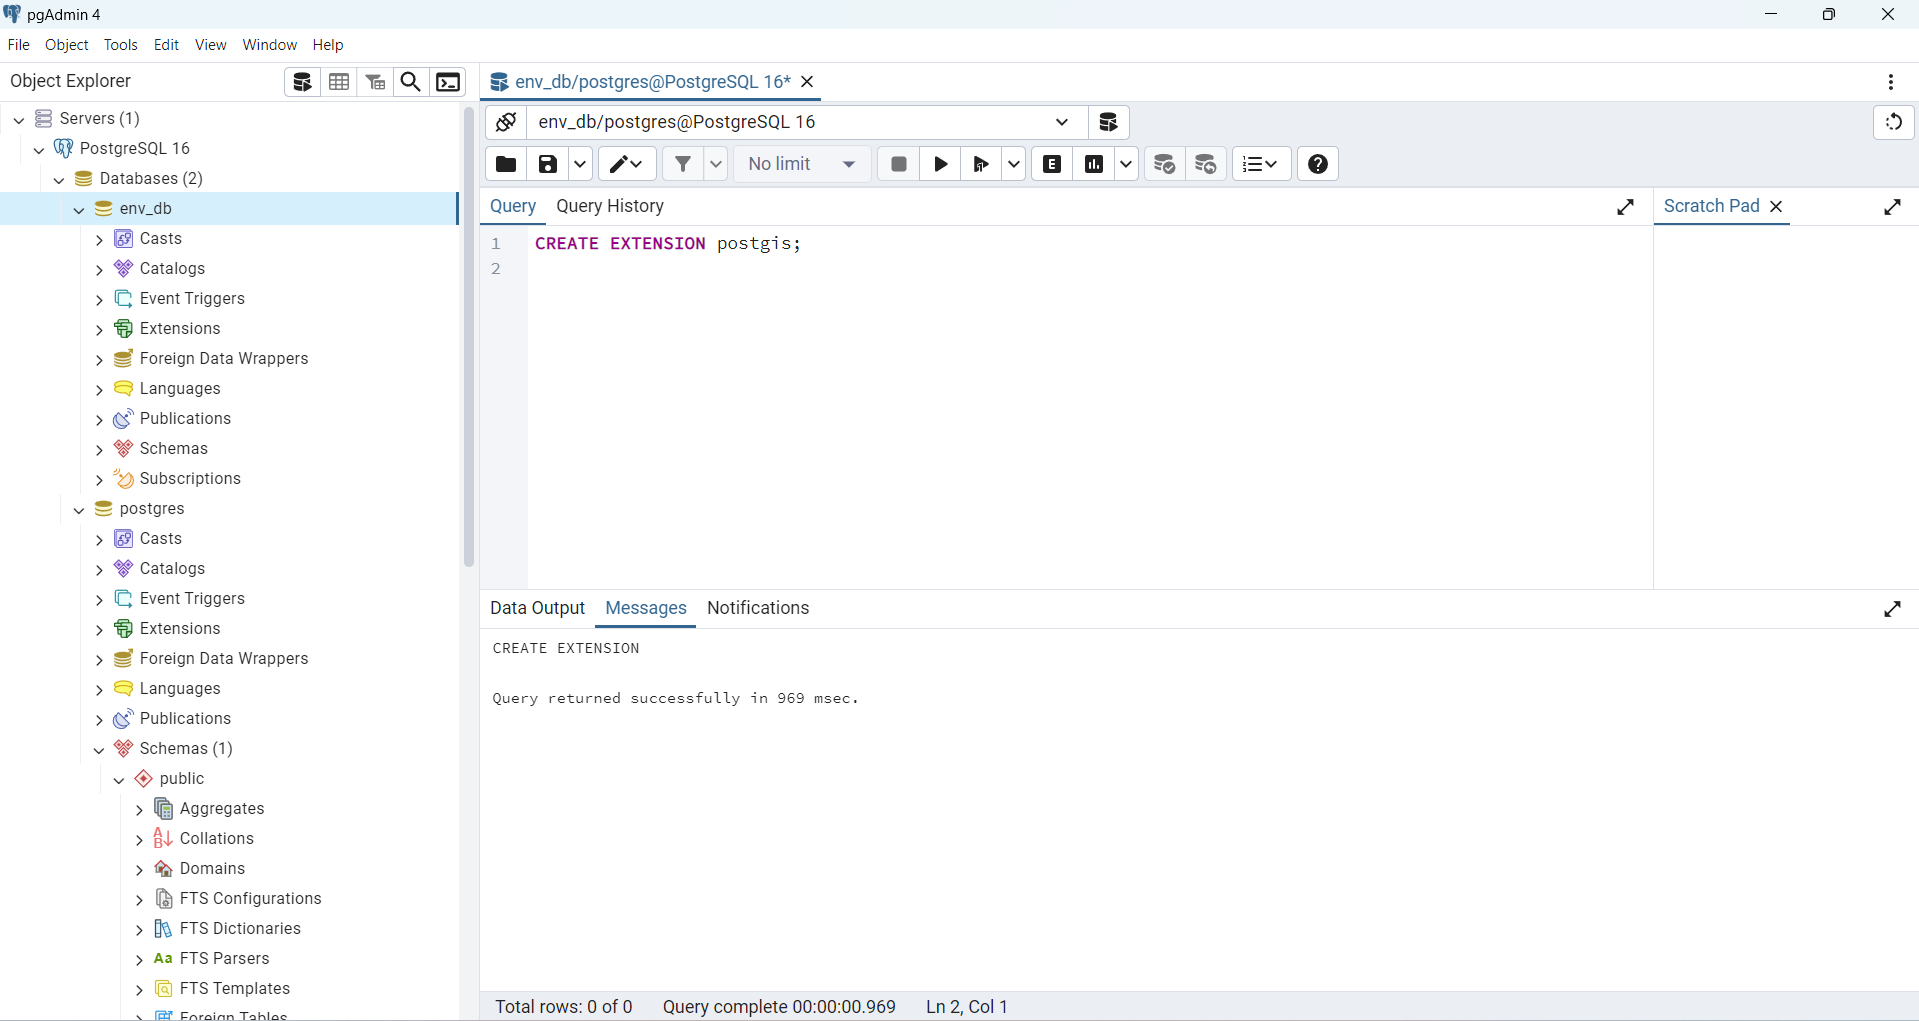 pgAdmin 4
File Object Tools Edit View Window Help
Object Explorer
env_db/postgres@PostgreSQL 16*
Servers (1)
PostgreSQL 16
Databases (2)
env_db
Casts
Catalogs
Event Triggers
Extensions
Foreign Data Wrappers
Languages
Publications
Schemas
Subscriptions
postgres
Casts
Catalogs
Event Triggers
Extensions
Foreign Data Wrappers
Languages
Publications
Schemas (1)
public
Aggregates
Collations
Domains
FTS Configurations
FTS Dictionaries
Aa FTS Parsers
FTS Templates
Foreign Tables
env_db/postgres@PostgreSQL 16
No limit
E
Query Query History
Scratch Pad
1 CREATE EXTENSION postgis;
2
Data Output Messages Notifications
CREATE EXTENSION
Query returned successfully in 969 msec.
Total rows: 0 of 0 Query complete 00:00:00.969 Ln 2, Col 1